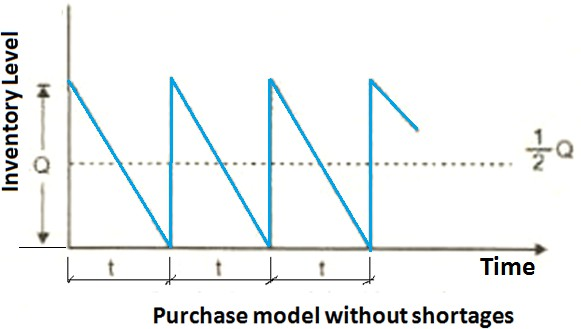 Inventory Level
Q
1/2 Q
t
t
t
Time
Purchase model without shortages